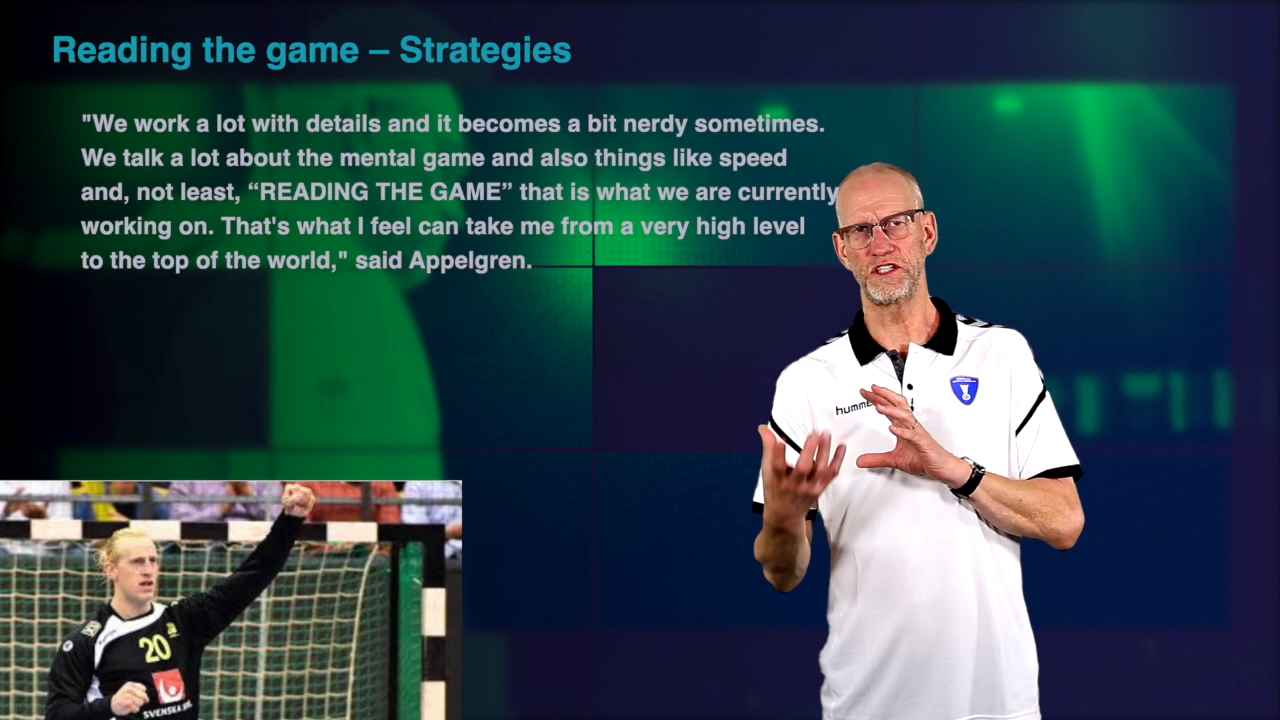 Reading the game – Strategies
"We work a lot with details and it becomes a bit nerdy sometimes.
We talk a lot about the mental game and also things like speed
and, not least, “READING THE GAME” that is what we are currently
working on. That's what I feel can take me from a very high level
to the top of the world," said Appelgren.
20
SVENSKA